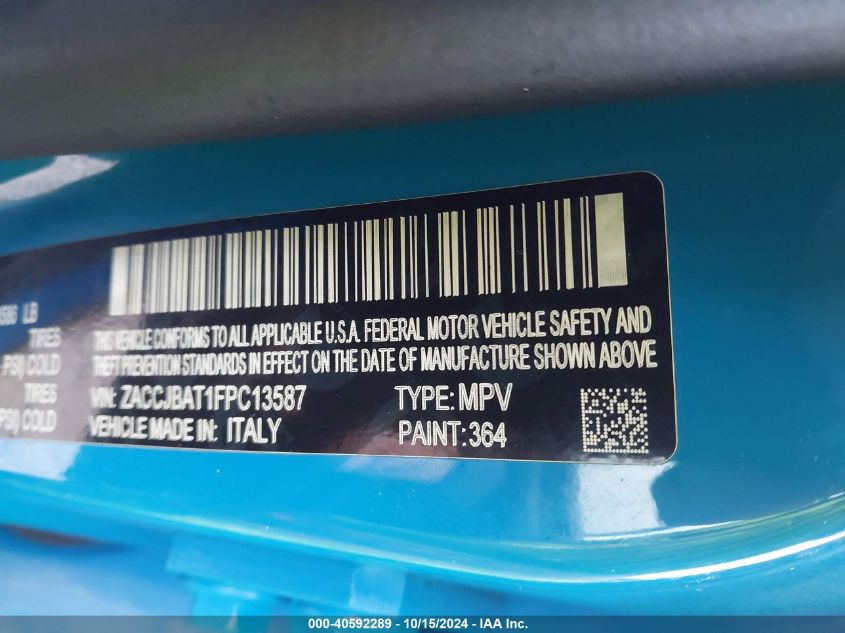 LB
TIRES
PSI) COLD
TIRES
PSI) COLD
THIS VEHICLE CONFORMS TO ALL APPLICABLE U.S.A. FEDERAL MOTOR VEHICLE SAFETY AND
THEFT PREVENTION STANDARDS IN EFFECT ON THE DATE OF MANUFACTURE SHOWN ABOVE
VIN: ZACCJBAT1FPC13587 TYPE: MPV
VEHICLE MADE IN: ITALY PAINT: 364
000-40592289 - 10/15/2024 - IAA Inc.